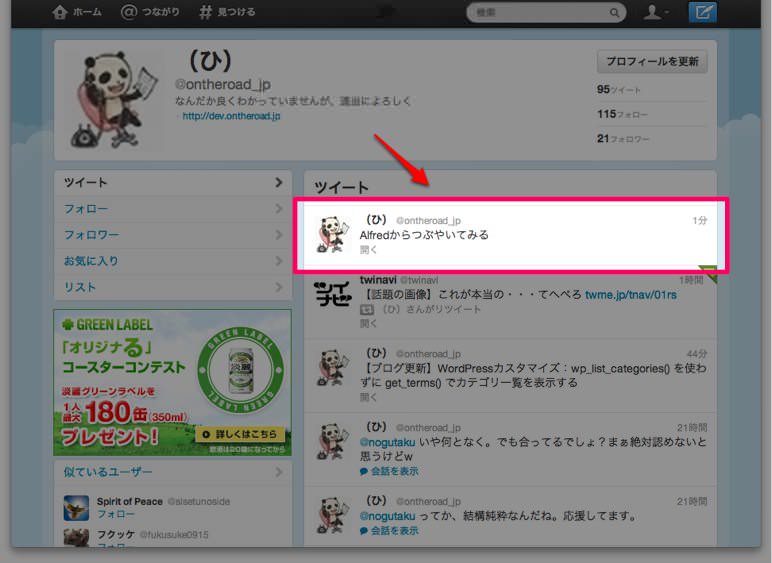 ホーム
つながり
見つける
検索
（ひ）
@ontheroad_jp
なんだか良くわかっていませんが、適当によろしく
· http://dev.ontheroad.jp
プロフィールを更新
95ツイート
115フォロー
21フォロワー
ツイート
フォロー
フォロワー
お気に入り
リスト
GREEN LABEL
「オリジナる」
コースターコンテスト
淡麗グリーンラベルを
1人最大180缶(350ml)
プレゼント！
詳しくはこちら
飲酒は20歳になってから
淡麗
GREEN LABEL
GREEN LABEL
似ているユーザー
Spirit of Peace @sisetunoside
フォロー
フクッケ @fukusuke0915
フォロー
ツイート
（ひ） @ontheroad_jp 1分
Alfredからつぶやいてみる
開く
ツイナビ
twinavi @twinavi 1時間
【話題の画像】これが本当の・・・てへぺろ twme.jp/tnav/01rs
（ひ）さんがリツイート
開く
（ひ） @ontheroad_jp 44分
【ブログ更新】WordPressカスタマイズ：wp_list_categories() を使わ
ずに get_terms() でカテゴリ一覧を表示する
開く
（ひ） @ontheroad_jp 21時間
@nogutaku いや何となく。でも合ってるでしょ？まぁ絶対認めないと
思うけどw
会話を表示
（ひ） @ontheroad_jp 21時間
@nogutaku ってか、結構純粋なんだね。応援してます。
会話を表示